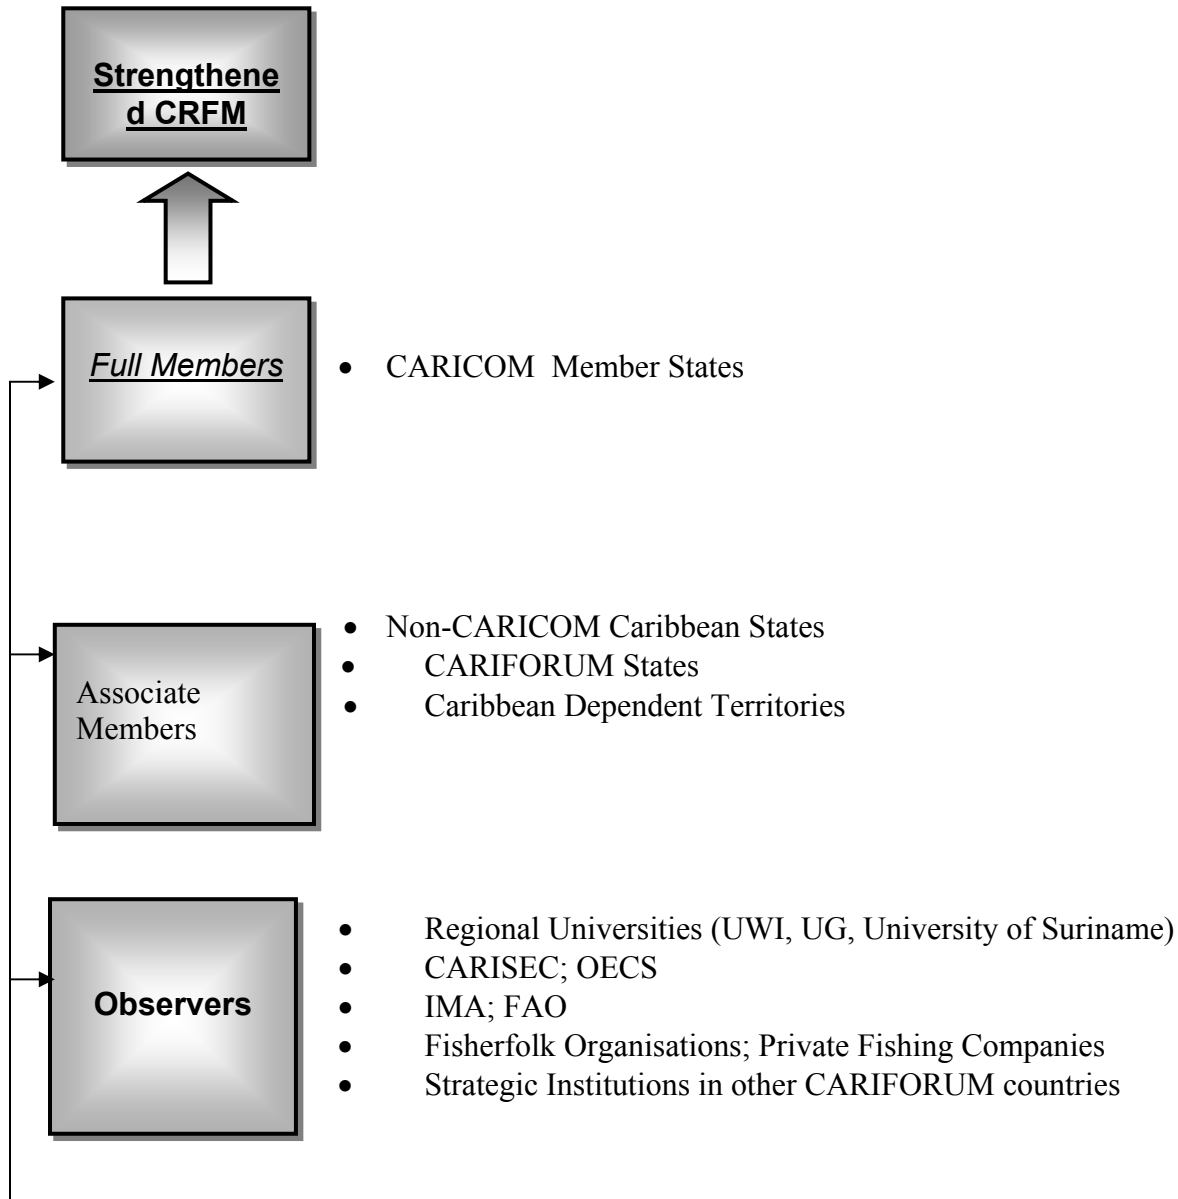 Strengthene
d CRFM
Full Members
• CARICOM  Member States
Associate
Members
• Non-CARICOM Caribbean States
• CARIFORUM States
• Caribbean Dependent Territories
Observers
• Regional Universities (UWI, UG, University of Suriname)
• CARISEC; OECS
• IMA; FAO
• Fisherfolk Organisations; Private Fishing Companies
• Strategic Institutions in other CARIFORUM countries